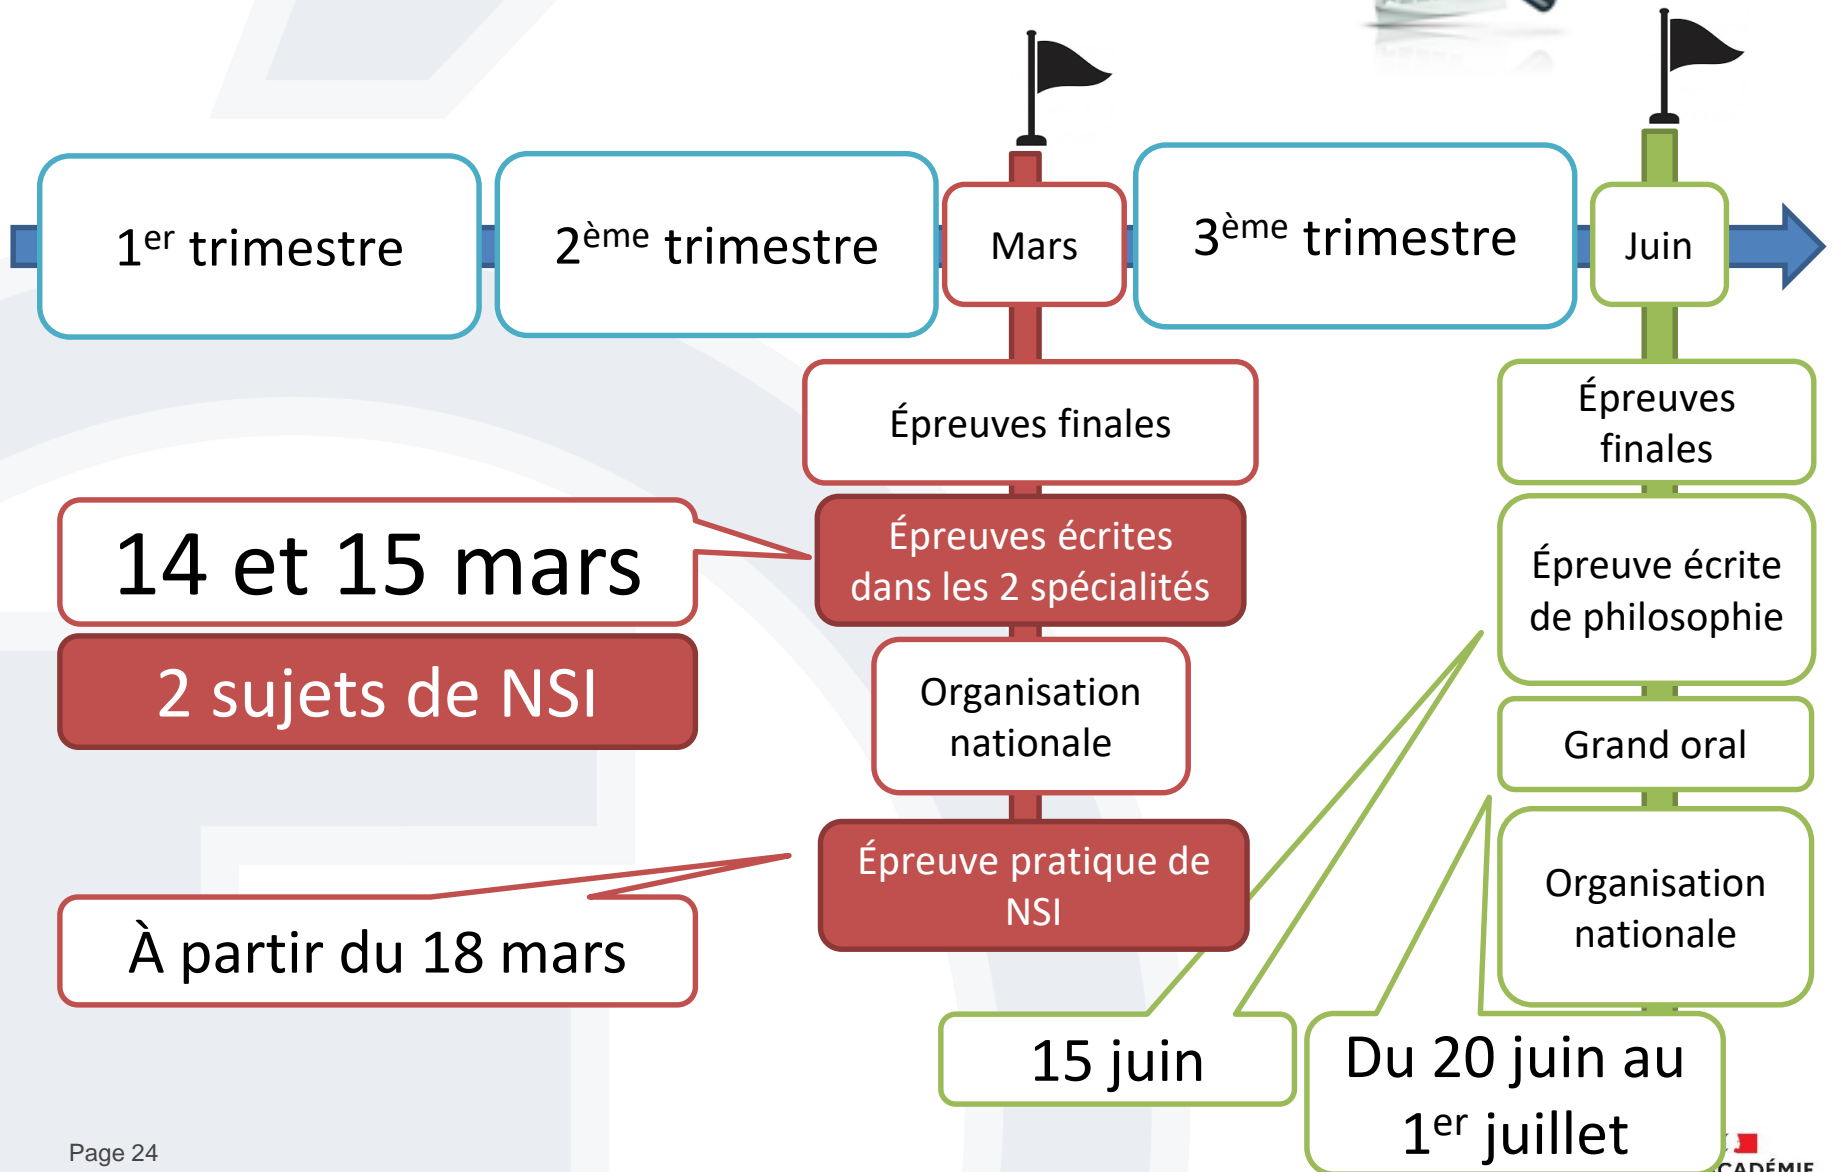 1er trimestre
2ème trimestre
Mars
3ème trimestre
Juin
Épreuves finales
Épreuves écrites
dans les 2 spécialités
14 et 15 mars
2 sujets de NSI
Organisation
nationale
Épreuve pratique de
NSI
À partir du 18 mars
Épreuves
finales
Épreuve écrite
de philosophie
Grand oral
Organisation
nationale
15 juin
Du 20 juin au
1er juillet
Page 24